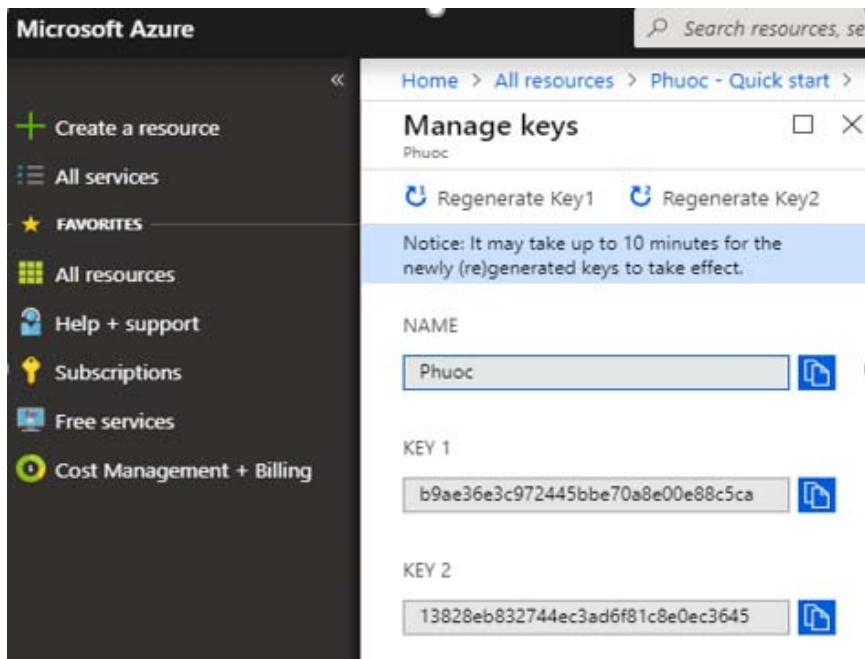 Microsoft Azure
Search resources, se
«
Create a resource
All services
FAVORITES
All resources
Help + support
Subscriptions
Free services
Cost Management + Billing
Home > All resources > Phuoc - Quick start >
Manage keys
Phuoc
Regenerate Key1 Regenerate Key2
Notice: It may take up to 10 minutes for the
newly (re)generated keys to take effect.
NAME
Phuoc
KEY 1
b9ae36e3c972445bbe70a8e00e88c5ca
KEY 2
13828eb832744ec3ad6f81c8e0ec3645